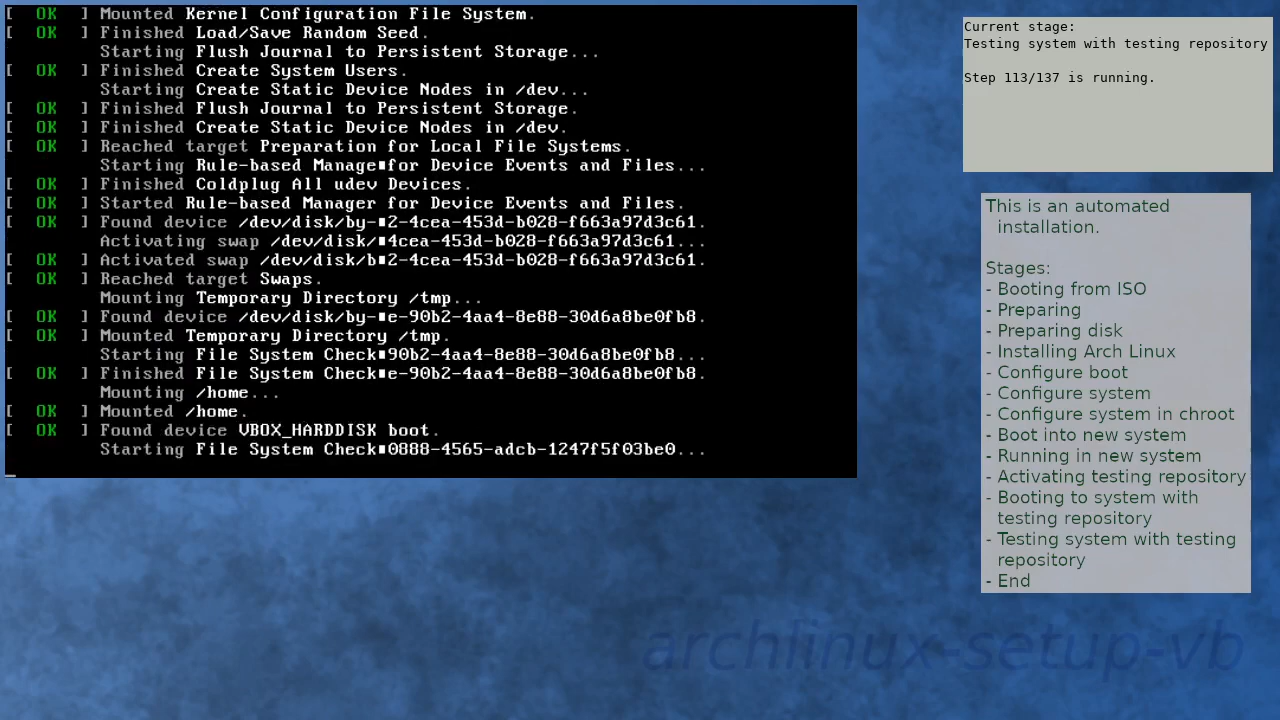 [   OK   ] Mounted Kernel Configuration File System.
[   OK   ] Finished Load/Save Random Seed.
Starting Flush Journal to Persistent Storage...
[   OK   ] Finished Create System Users.
Starting Create Static Device Nodes in /dev...
[   OK   ] Finished Flush Journal to Persistent Storage.
[   OK   ] Finished Create Static Device Nodes in /dev.
[   OK   ] Reached target Preparation for Local File Systems.
Starting Rule-based Manage▪for Device Events and Files...
[   OK   ] Finished Coldplug All udev Devices.
[   OK   ] Started Rule-based Manager for Device Events and Files.
[   OK   ] Found device /dev/disk/by-▪2-4cea-453d-b028-f663a97d3c61.
Activating swap /dev/disk/▪4cea-453d-b028-f663a97d3c61...
[   OK   ] Activated swap /dev/disk/b▪2-4cea-453d-b028-f663a97d3c61.
[   OK   ] Reached target Swaps.
Mounting Temporary Directory /tmp...
[   OK   ] Found device /dev/disk/by-▪e-90b2-4aa4-8e88-30d6a8be0fb8.
[   OK   ] Mounted Temporary Directory /tmp.
Starting File System Check▪90b2-4aa4-8e88-30d6a8be0fb8...
[   OK   ] Finished File System Check▪e-90b2-4aa4-8e88-30d6a8be0fb8.
Mounting /home...
[   OK   ] Mounted /home.
[   OK   ] Found device VBOX_HARDDISK boot.
Starting File System Check▪0888-4565-adcb-1247f5f03be0...
Current stage:
Testing system with testing repository
Step 113/137 is running.
This is an automated
installation.
Stages:
- Booting from ISO
- Preparing
- Preparing disk
- Installing Arch Linux
- Configure boot
- Configure system
- Configure system in chroot
- Boot into new system
- Running in new system
- Activating testing repository
- Booting to system with
testing repository
- Testing system with testing
repository
- End
archlinux-setup-vb